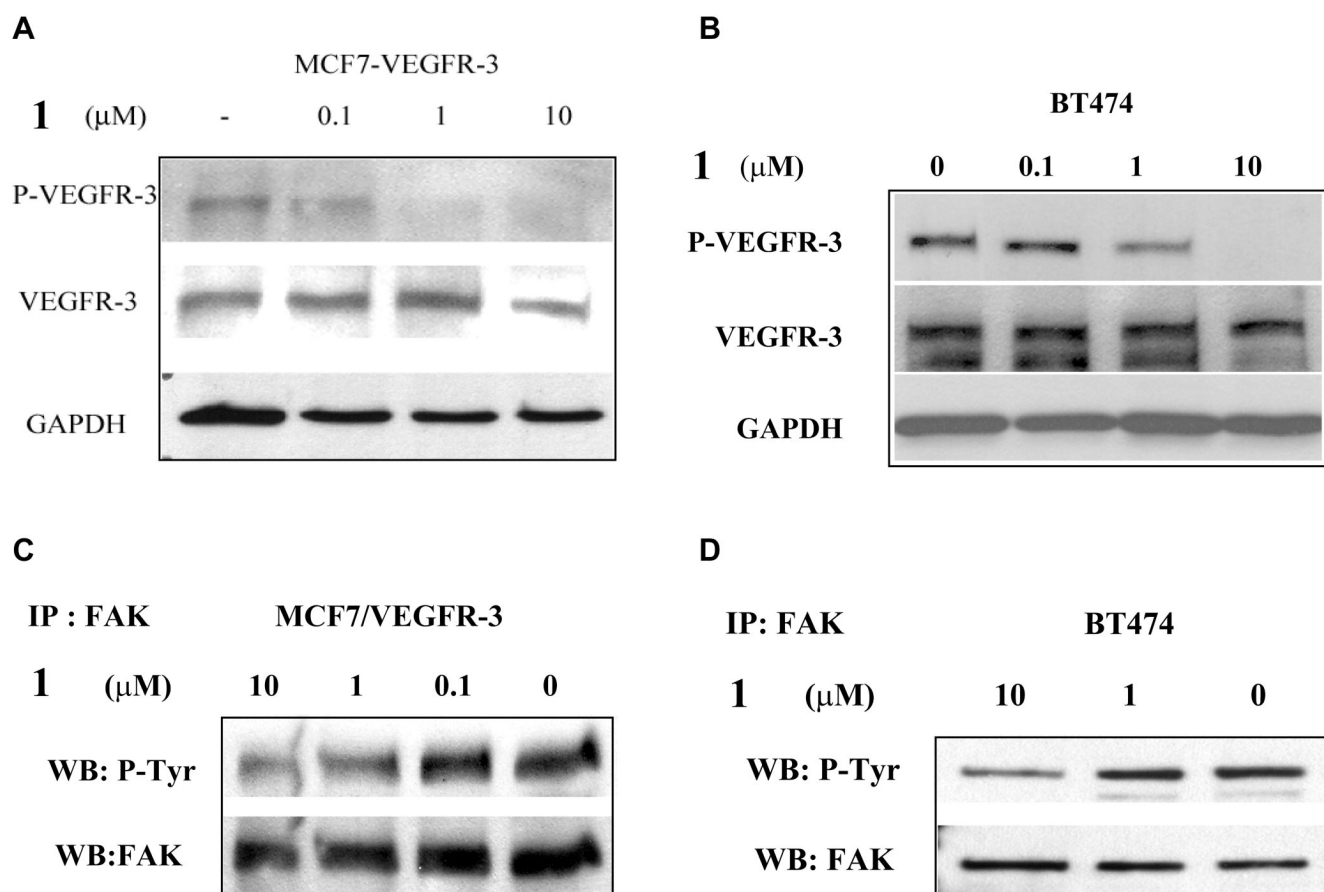 A
MCF7-VEGFR-3
1 (μM) - 0.1 1 10
P-VEGFR-3
VEGFR-3
GAPDH
B
BT474
1 (μM) 0 0.1 1 10
P-VEGFR-3
VEGFR-3
GAPDH
C
IP : FAK MCF7/VEGFR-3
1 (μM) 10 1 0.1 0
WB: P-Tyr
WB:FAK
D
IP: FAK BT474
1 (μM) 10 1 0
WB: P-Tyr
WB: FAK